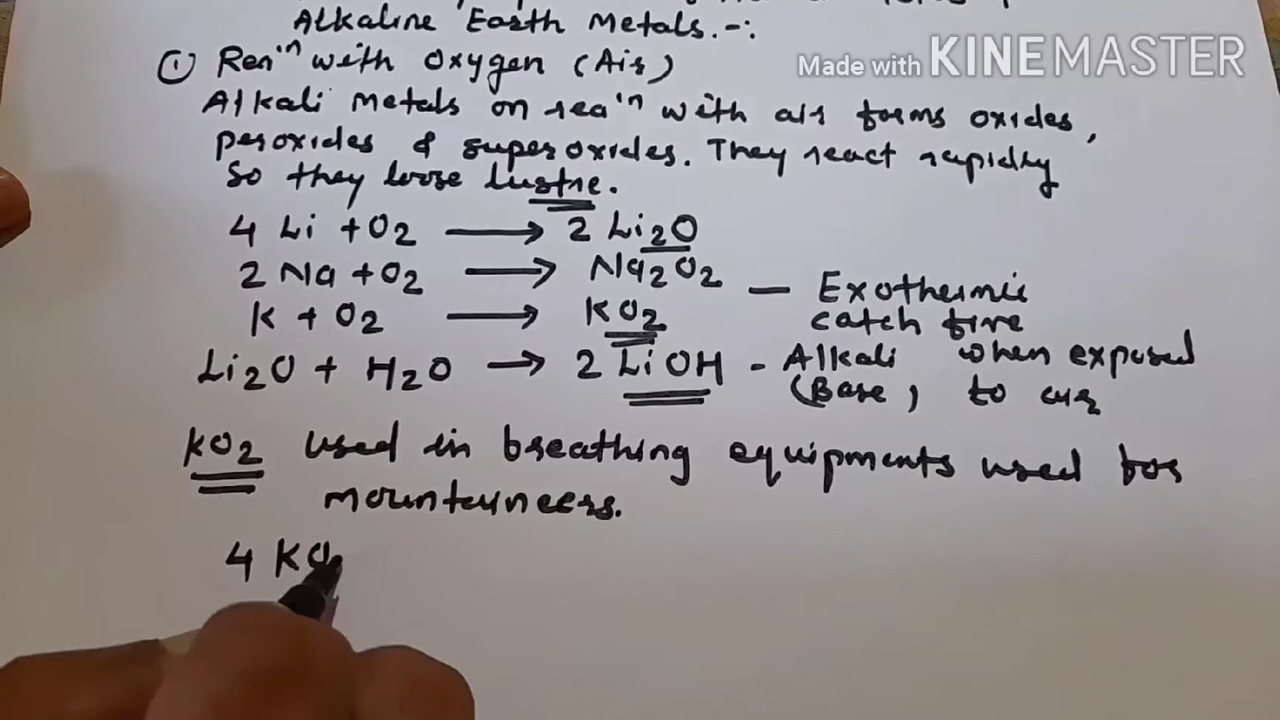 Alkaline Earth Metals.-:
Made with KINEMASTER
① Rea'n with Oxygen (Air)
Alkali Metals on rea'n with air forms oxides,
peroxides & superoxides. They react rapidly
So they loose lustre.
4 Li + O2 → 2 Li2O
2 Na + O2 → Na2O2 — Exothermic
K + O2 → KO2 catch fire
Li2O + H2O → 2 LiOH - Alkali when exposed
(Base) to air
KO2 used in breathing equipments used for
mountaineers.
4 KO